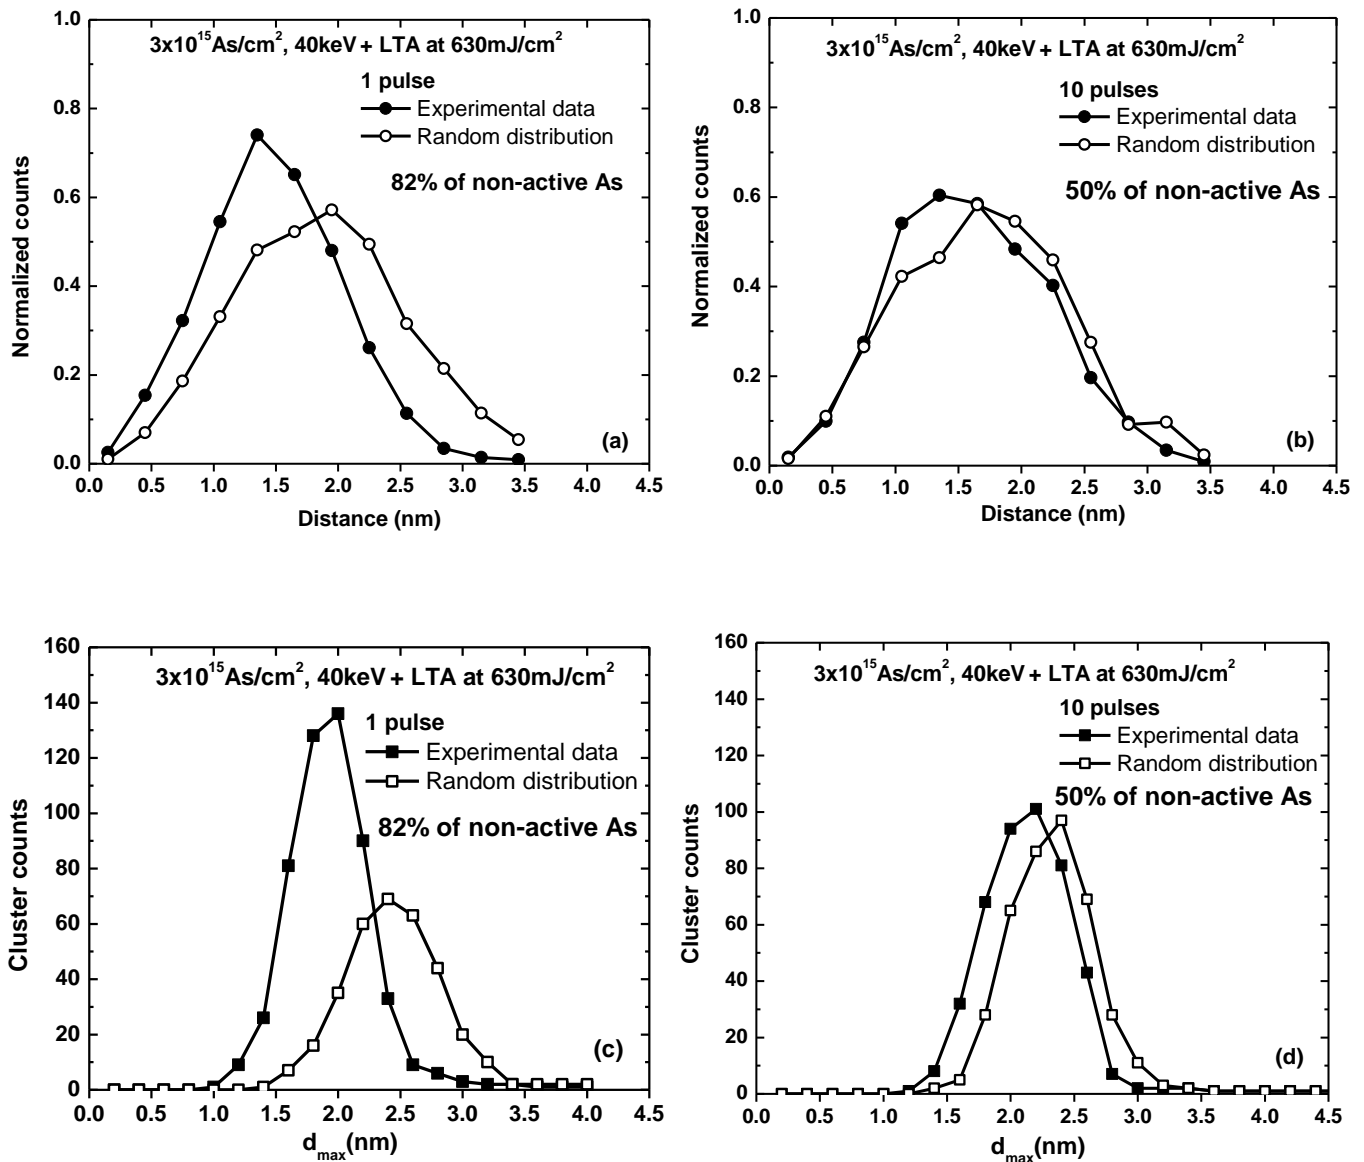 3x10^15As/cm^2, 40keV + LTA at 630mJ/cm^2
1 pulse
Experimental data
Random distribution
82% of non-active As
(a)
Normalized counts
1.0
0.8
0.6
0.4
0.2
0.0
0.0 0.5 1.0 1.5 2.0 2.5 3.0 3.5 4.0 4.5
Distance (nm)
3x10^15As/cm^2, 40keV + LTA at 630mJ/cm^2
10 pulses
Experimental data
Random distribution
50% of non-active As
(b)
Normalized counts
1.0
0.8
0.6
0.4
0.2
0.0
0.0 0.5 1.0 1.5 2.0 2.5 3.0 3.5 4.0 4.5
Distance (nm)
3x10^15As/cm^2, 40keV + LTA at 630mJ/cm^2
1 pulse
Experimental data
Random distribution
82% of non-active As
(c)
Cluster counts
160
140
120
100
80
60
40
20
0
0.0 0.5 1.0 1.5 2.0 2.5 3.0 3.5 4.0 4.5
d_max(nm)
3x10^15As/cm^2, 40keV + LTA at 630mJ/cm^2
10 pulses
Experimental data
Random distribution
50% of non-active As
(d)
Cluster counts
160
140
120
100
80
60
40
20
0
0.0 0.5 1.0 1.5 2.0 2.5 3.0 3.5 4.0 4.5
d_max(nm)